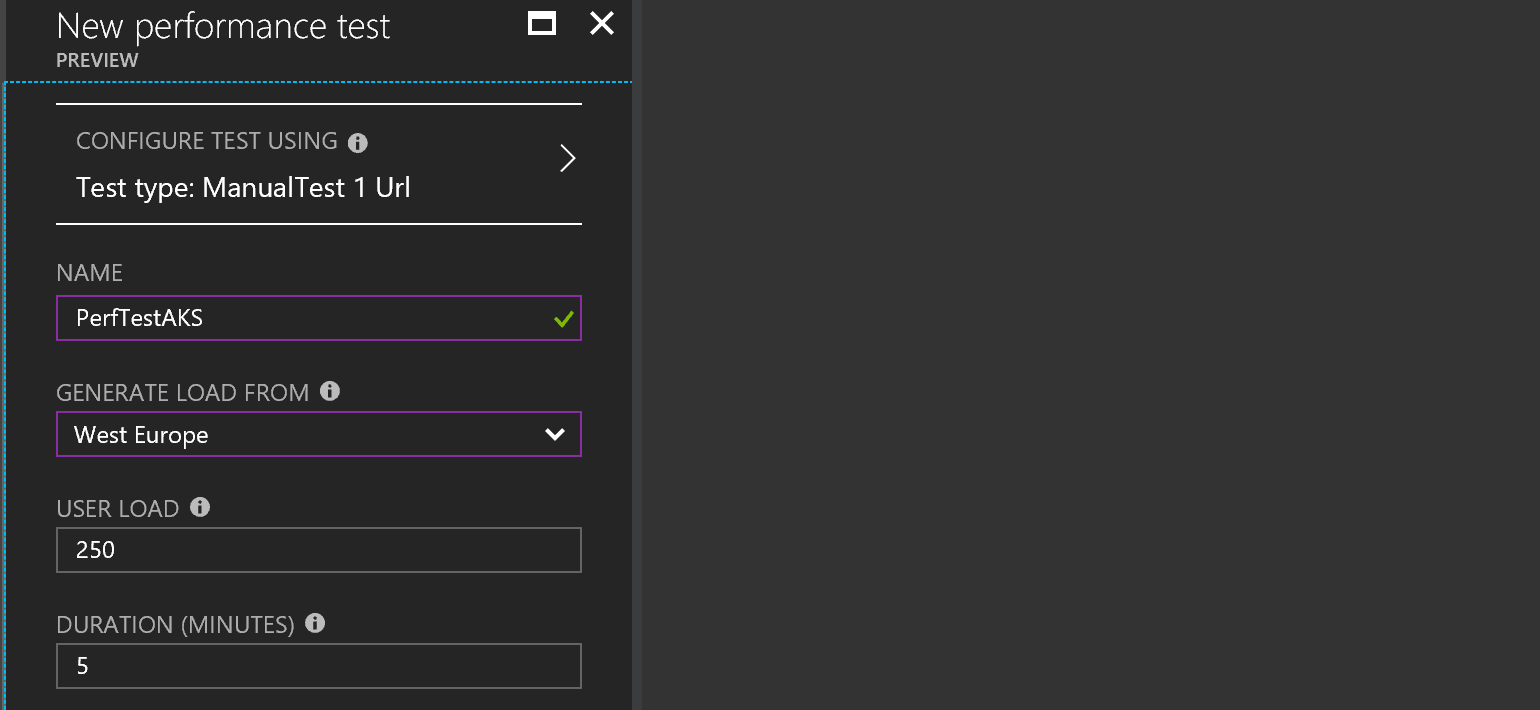 New performance test
PREVIEW
CONFIGURE TEST USING
Test type: ManualTest 1 Url
NAME
PerfTestAKS
GENERATE LOAD FROM
West Europe
USER LOAD
250
DURATION (MINUTES)
5